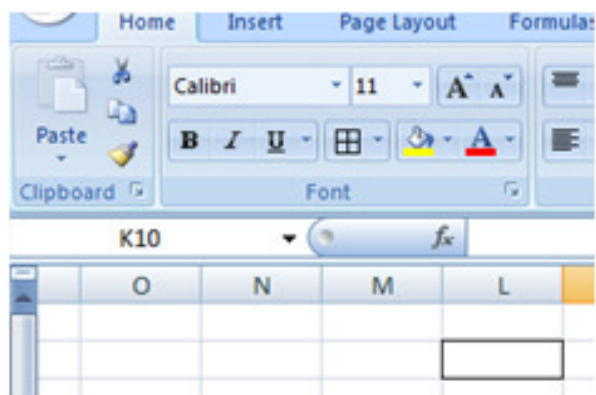 Home Insert Page Layout Formulas
Calibri 11 A A
Paste B I U A
Clipboard Font
K10 fx
O N M L